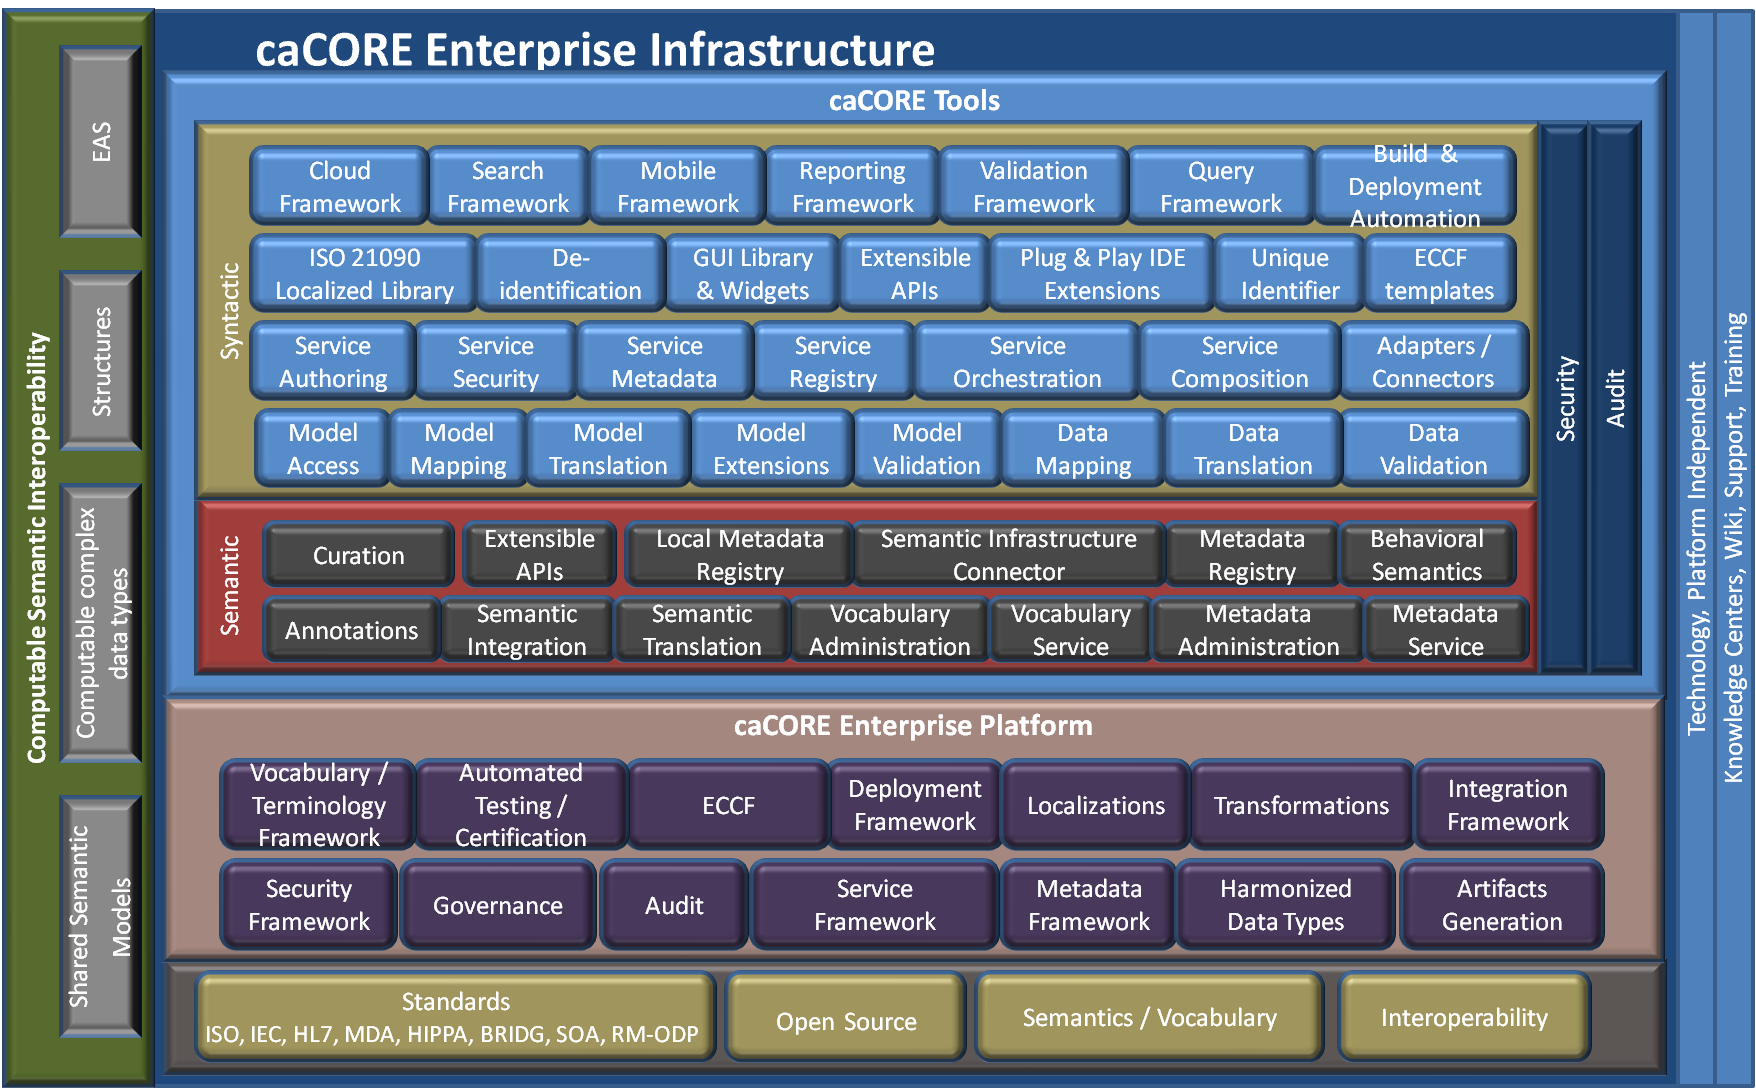 caCORE Enterprise Infrastructure
Computable Semantic Interoperability
EAS
Structures
Computable complex
data types
Shared Semantic
Models
caCORE Tools
Syntactic
Cloud
Framework
Search
Framework
Mobile
Framework
Reporting
Framework
Validation
Framework
Query
Framework
Build &
Deployment
Automation
ISO 21090
Localized Library
De-
identification
GUI Library
& Widgets
Extensible
APIs
Plug & Play IDE
Extensions
Unique
Identifier
ECCF
templates
Service
Authoring
Service
Security
Service
Metadata
Service
Registry
Service
Orchestration
Service
Composition
Adapters /
Connectors
Model
Access
Model
Mapping
Model
Translation
Model
Extensions
Model
Validation
Data
Mapping
Data
Translation
Data
Validation
Semantic
Curation
Extensible
APIs
Local Metadata
Registry
Semantic Infrastructure
Connector
Metadata
Registry
Behavioral
Semantics
Annotations
Semantic
Integration
Semantic
Translation
Vocabulary
Administration
Vocabulary
Service
Metadata
Administration
Metadata
Service
Security
Audit
caCORE Enterprise Platform
Vocabulary /
Terminology
Framework
Automated
Testing /
Certification
ECCF
Deployment
Framework
Localizations
Transformations
Integration
Framework
Security
Framework
Governance
Audit
Service
Framework
Metadata
Framework
Harmonized
Data Types
Artifacts
Generation
Standards
ISO, IEC, HL7, MDA, HIPPA, BRIDG, SOA, RM-ODP
Open Source
Semantics / Vocabulary
Interoperability
Technology, Platform Independent
Knowledge Centers, Wiki, Support, Training